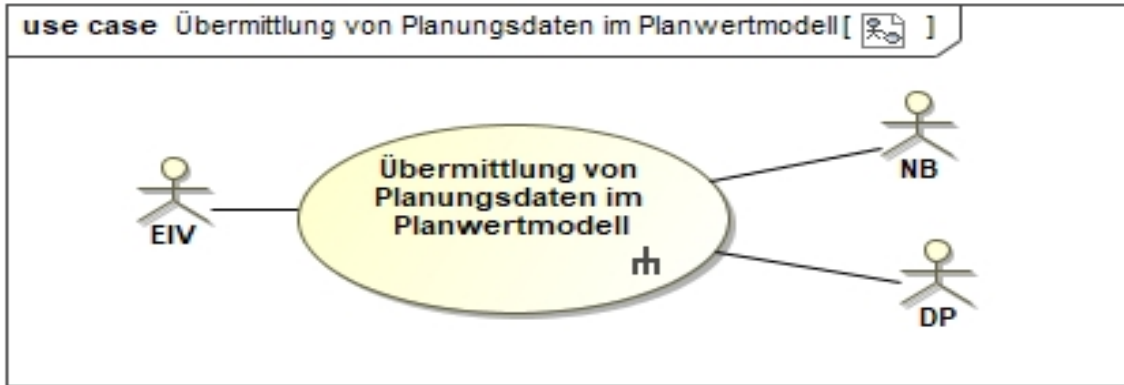 use case Übermittlung von Planungsdaten im Planwertmodell[ ]
Übermittlung von
Planungsdaten im
Planwertmodell
EIV
NB
DP